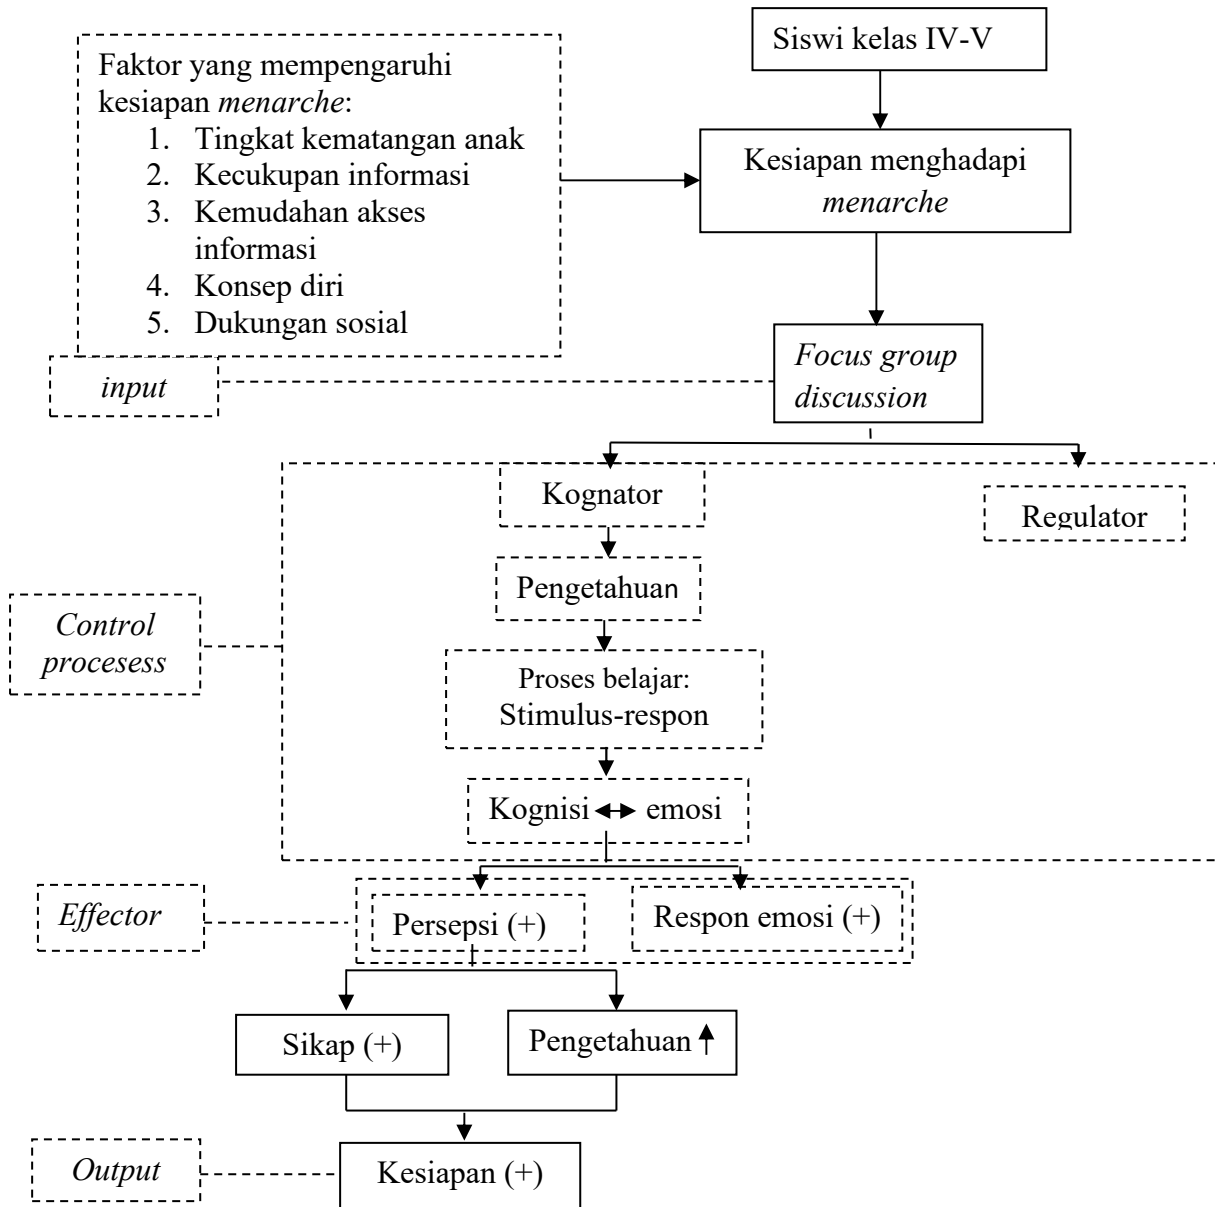 Siswi kelas IV-V
Faktor yang mempengaruhi
kesiapan menarche:
1. Tingkat kematangan anak
2. Kecukupan informasi
3. Kemudahan akses
informasi
4. Konsep diri
5. Dukungan sosial
Kesiapan menghadapi
menarche
Focus group
discussion
input
Kognator
Regulator
Pengetahuan
Control
procesess
Proses belajar:
Stimulus-respon
Kognisi ↔ emosi
Effector
Persepsi (+)
Respon emosi (+)
Sikap (+)
Pengetahuan ↑
Output
Kesiapan (+)